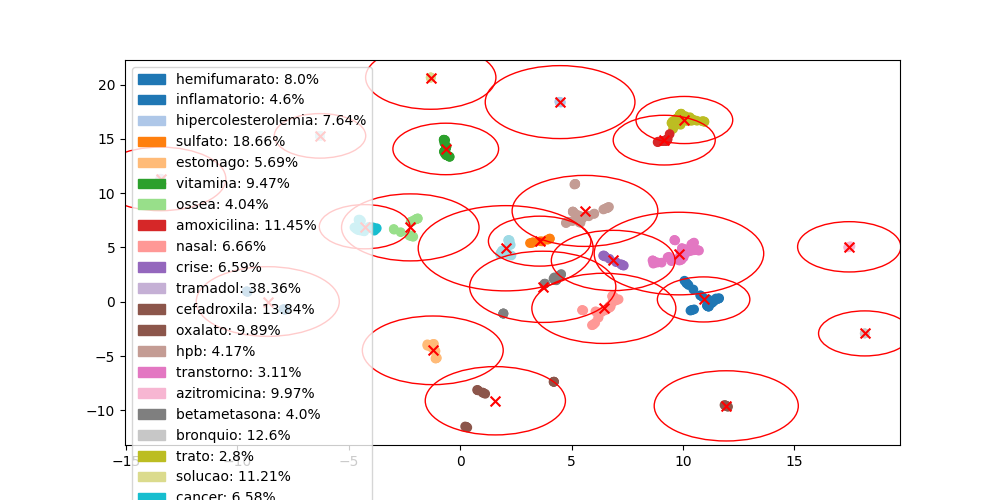 hemifumarato: 8.0%
inflamatorio: 4.6%
hipercolesterolemia: 7.64%
sulfato: 18.66%
estomago: 5.69%
vitamina: 9.47%
ossea: 4.04%
amoxicilina: 11.45%
nasal: 6.66%
crise: 6.59%
tramadol: 38.36%
cefadroxila: 13.84%
oxalato: 9.89%
hpb: 4.17%
transtorno: 3.11%
azitromicina: 9.97%
betametasona: 4.0%
bronquio: 12.6%
trato: 2.8%
solucao: 11.21%
cancer: 6.58%
20
15
10
5
0
−5
−10
−15 −10 −5 0 5 10 15